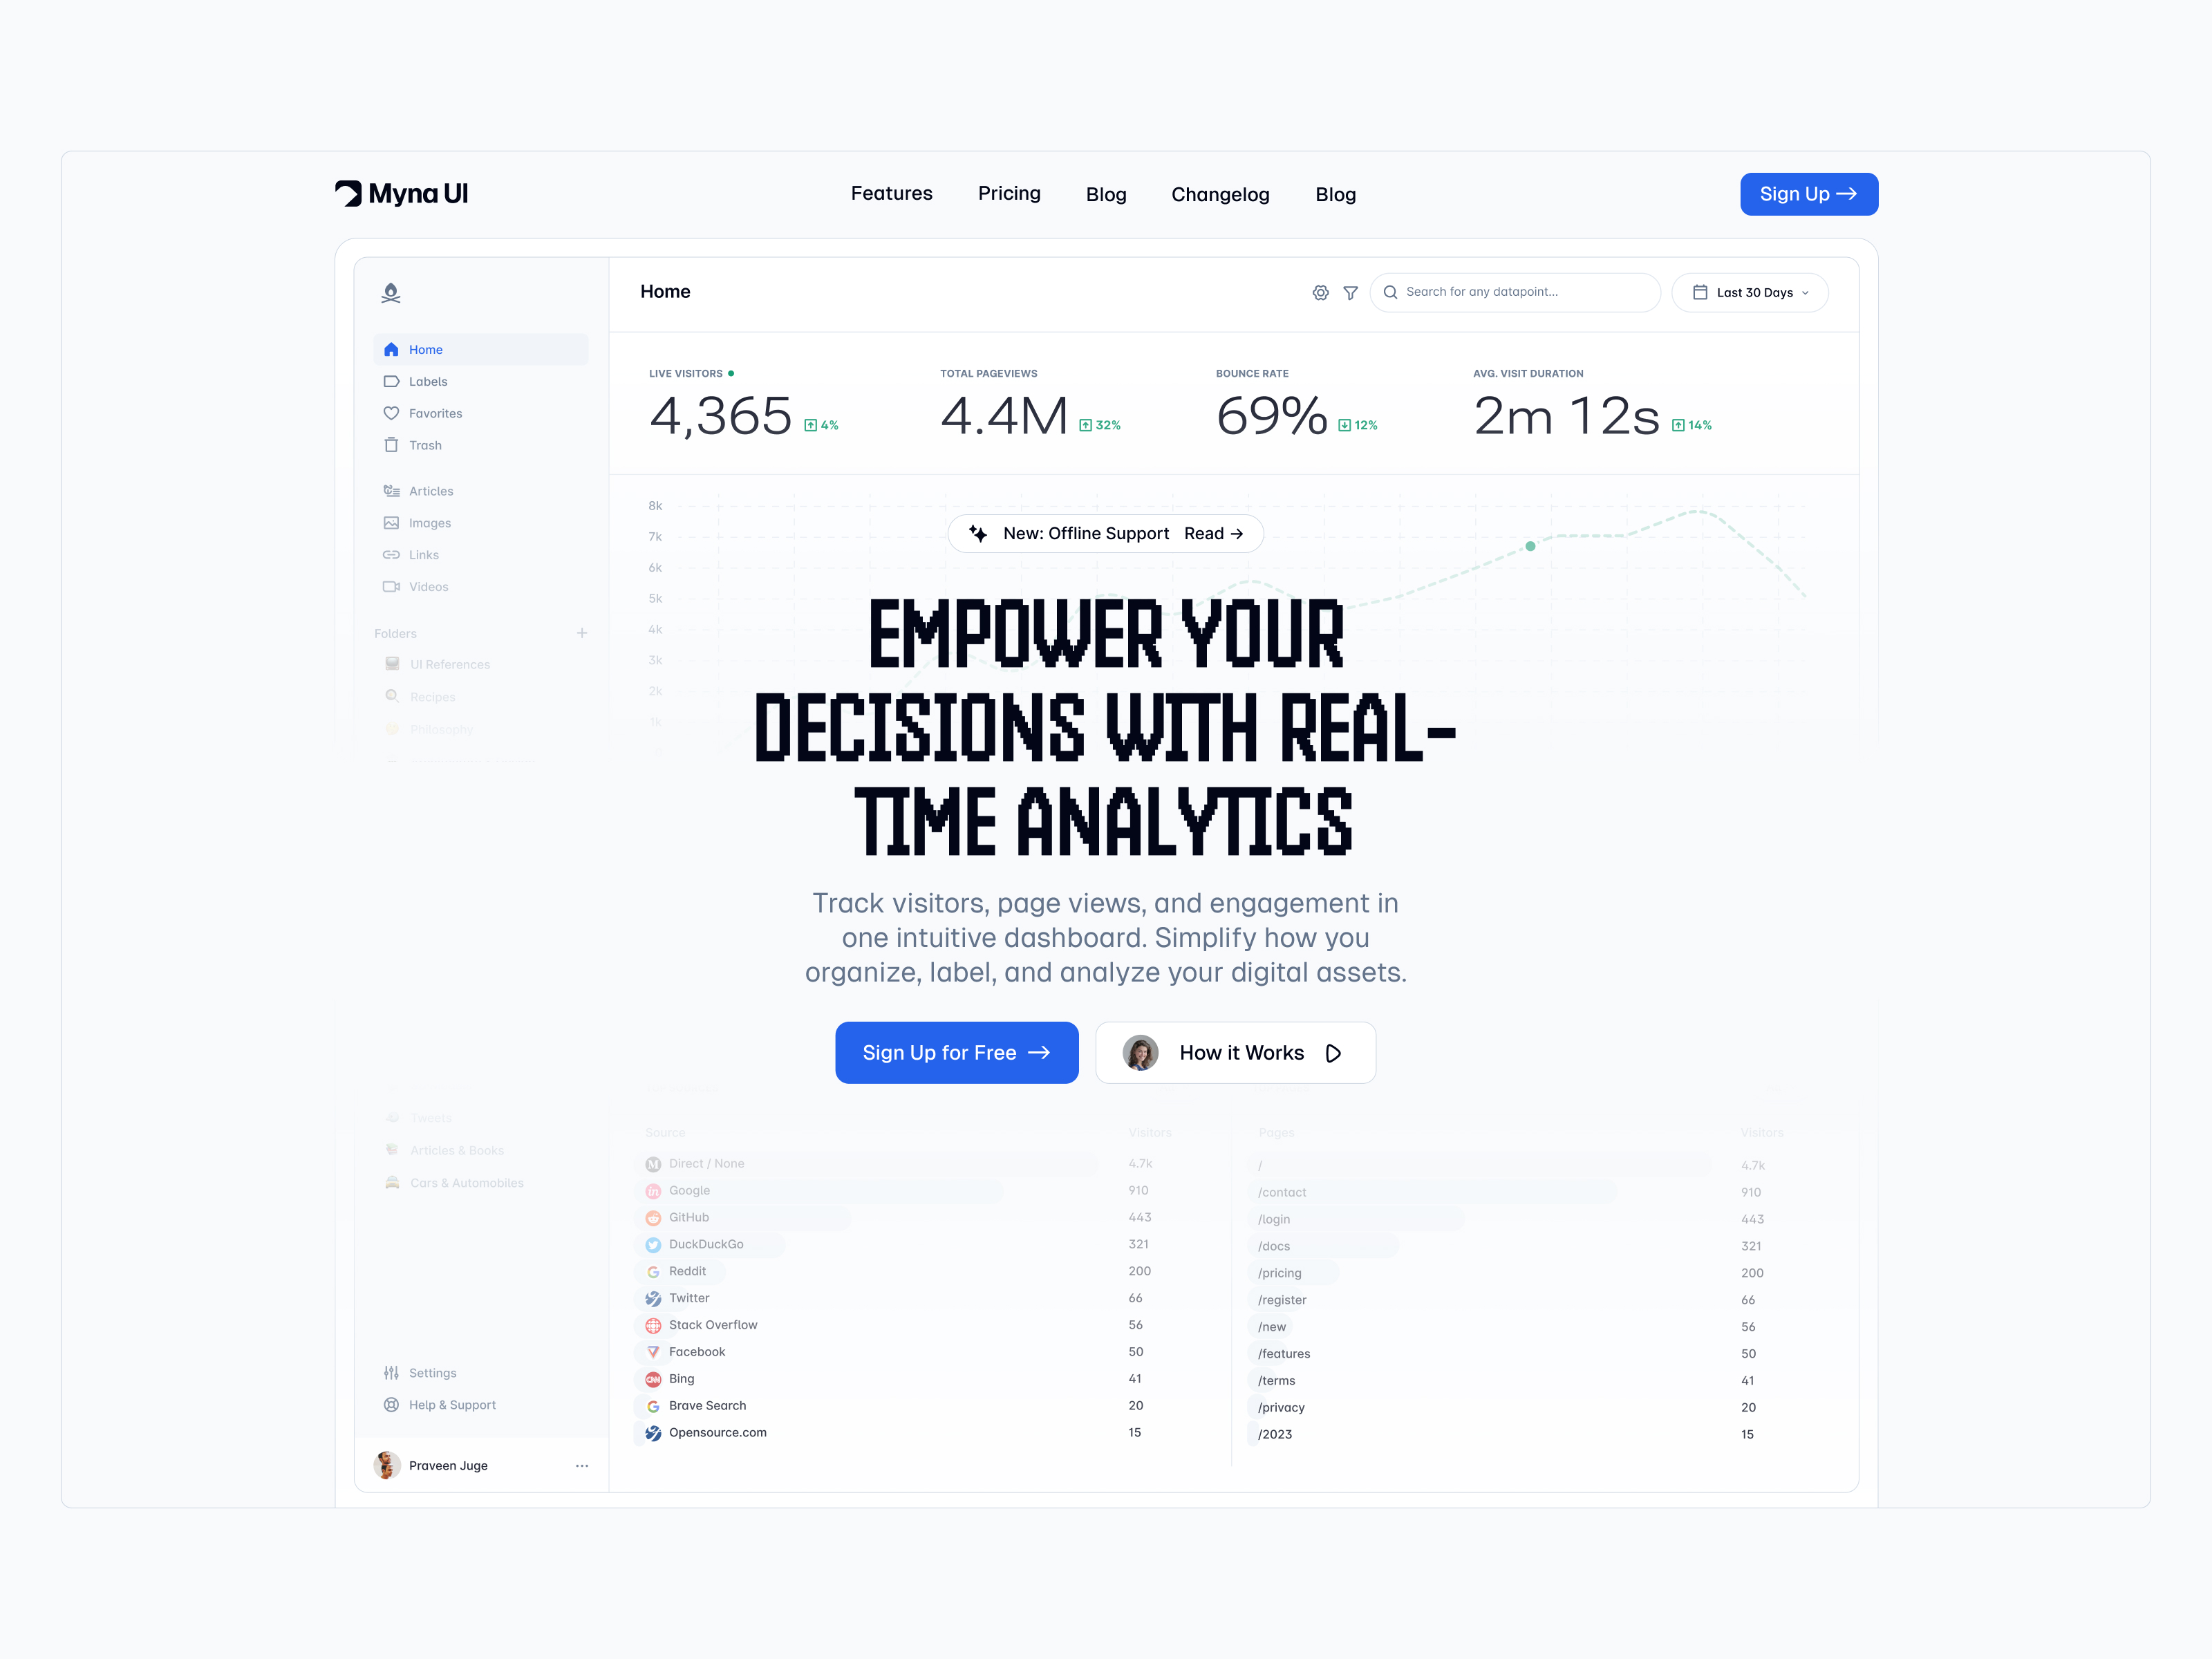 Myna UI
Features Pricing Blog Changelog Blog
Sign Up
Home
Search for any datapoint...
Last 30 Days
Home
Labels
Favorites
Trash
Articles
Images
Links
Videos
Folders
UI References
Recipes
Philosophy
LIVE VISITORS
4,365 4%
TOTAL PAGEVIEWS
4.4M 32%
BOUNCE RATE
69% 12%
AVG. VISIT DURATION
2m 12s 14%
8k
7k
6k
5k
4k
3k
2k
1k
New: Offline Support Read →
EMPOWER YOUR
DECISIONS WITH REAL-
TIME ANALYTICS
Track visitors, page views, and engagement in
one intuitive dashboard. Simplify how you
organize, label, and analyze your digital assets.
Sign Up for Free →
How it Works
Tweets
Articles & Books
Cars & Automobiles
Settings
Help & Support
Praveen Juge
Source Visitors
Direct / None 4.7k
Google 910
GitHub 443
DuckDuckGo 321
Reddit 200
Twitter 66
Stack Overflow 56
Facebook 50
Bing 41
Brave Search 20
Opensource.com 15
Pages Visitors
/ 4.7k
/contact 910
/login 443
/docs 321
/pricing 200
/register 66
/new 56
/features 50
/terms 41
/privacy 20
/2023 15